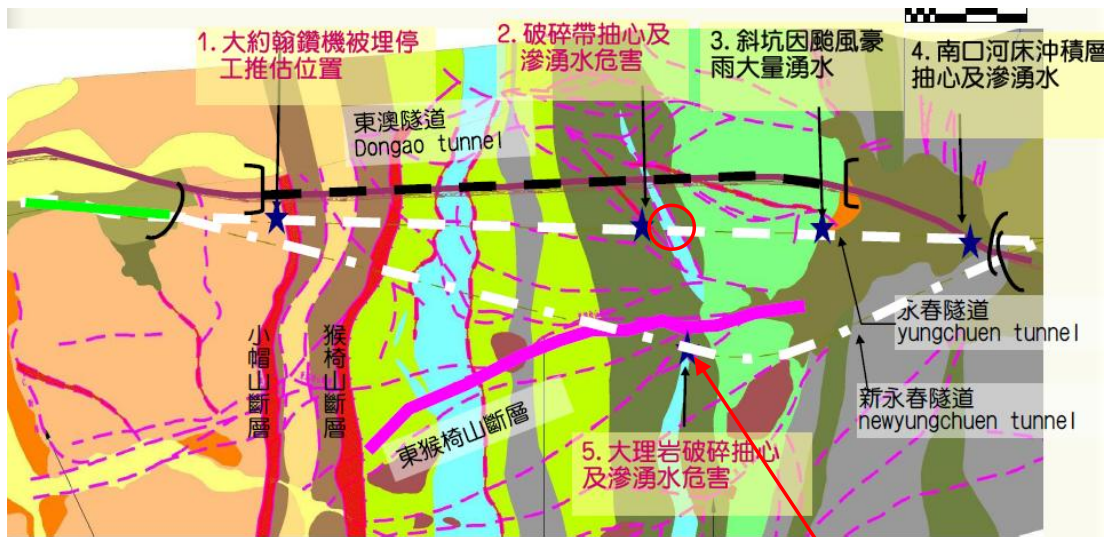 1. 大約翰鑽機被埋停
工推估位置
2. 破碎帶抽心及
滲湧水危害
3. 斜坑因颱風豪
雨大量湧水
4. 南口河床沖積層
抽心及滲湧水
東澳隧道
Dongao tunnel
永春隧道
yungchuen tunnel
新永春隧道
newyungchuen tunnel
小帽山斷層
猴椅山斷層
東猴椅山斷層
5. 大理岩破碎抽心
及滲湧水危害